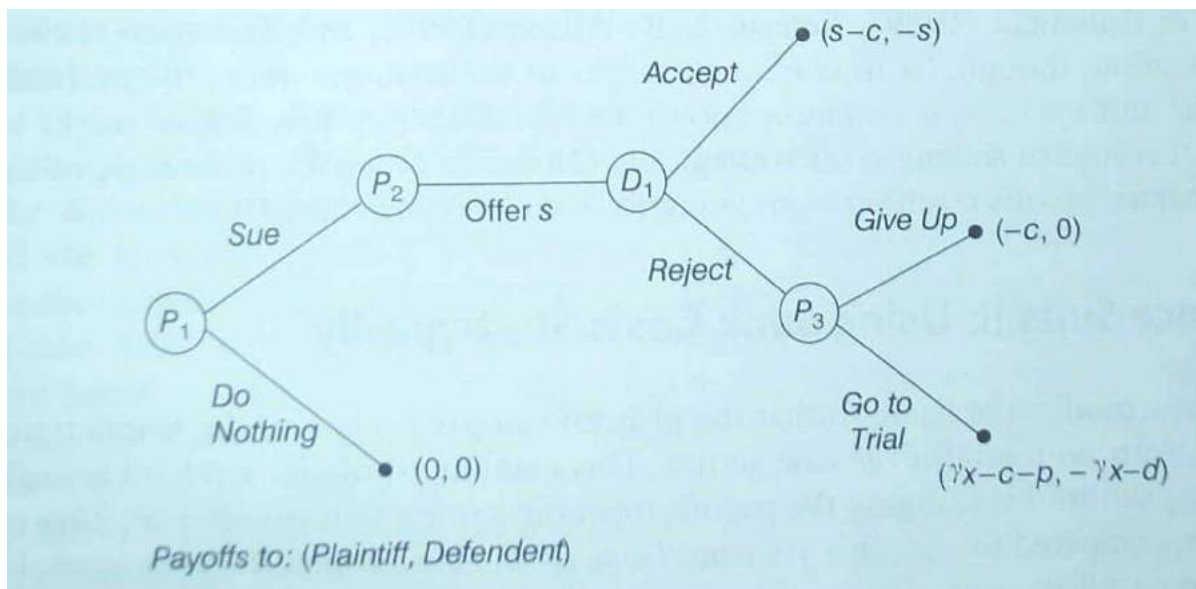 (s–c, –s)
Accept
P2
D1
Offer s
Sue
Give Up
(–c, 0)
Reject
P1
P3
Do
Nothing
Go to
Trial
(0, 0)
(γx–c–p, – γx–d)
Payoffs to: (Plaintiff, Defendent)